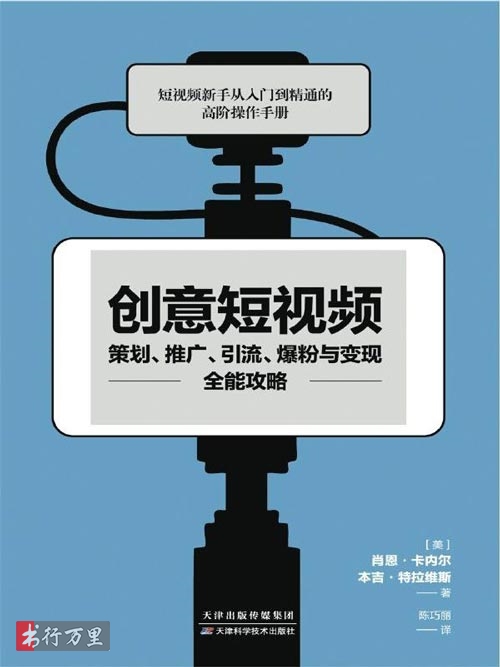 短视频新手从入门到精通的
高阶操作手册
创意短视频
策划、推广、引流、爆粉与变现
全能攻略
［美］
肖恩·卡内尔
本吉·特拉维斯
——著
陈巧丽
——译
天津出版传媒集团
天津科学技术出版社
书行万里